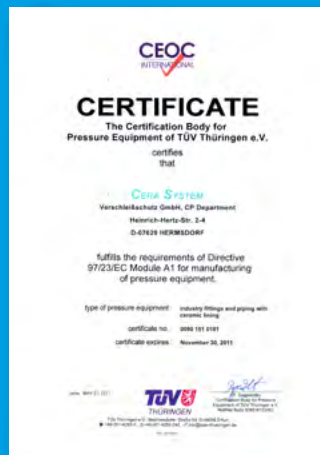 CEOC
INTERNATIONAL
CERTIFICATE
The Certification Body for
Pressure Equipment of TÜV Thüringen e.V.
certifies
that
CERA SYSTEM
Verschleißschutz GmbH, CP Department
Heinrich-Hertz-Str. 2-4
D-07629 HERMSDORF
fulfills the requirements of Directive
97/23/EC Module A1 for manufacturing
of pressure equipment.
type of pressure equipment industry fittings and piping with
ceramic lining
certificate no.
certificate expires November 30, 2011
TÜV
THÜRINGEN